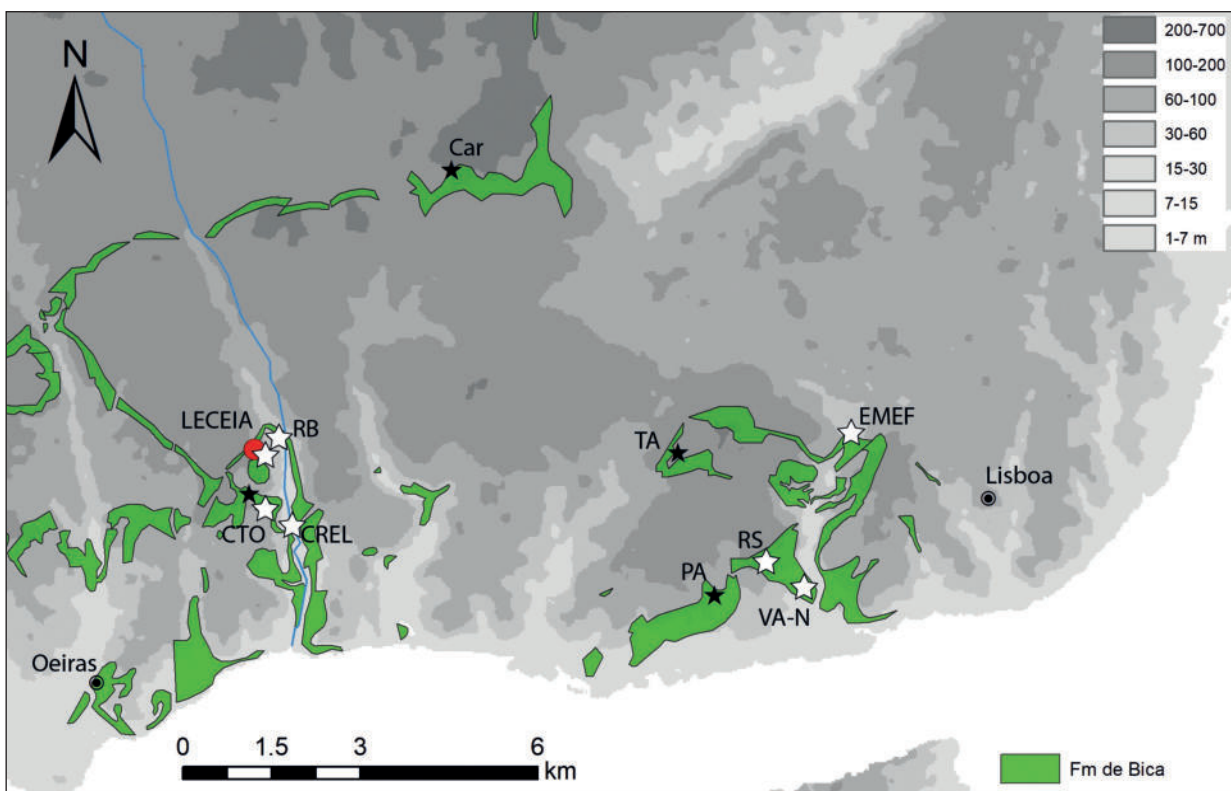 N
200-700
100-200
60-100
30-60
15-30
7-15
1-7 m
Car
LECEIA
RB
EMEF
TA
Lisboa
CTO
CREL
RS
PA
VA-N
Oeiras
0 1.5 3 6
km
Fm de Bica